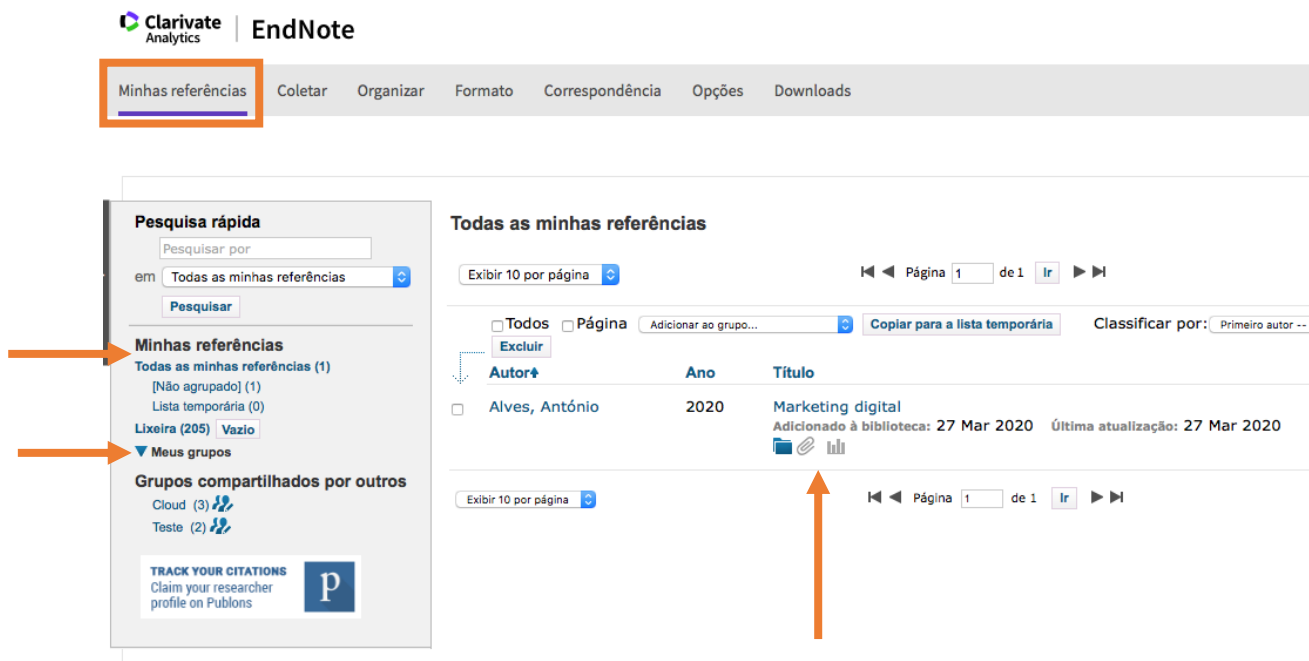 Clarivate
Analytics
EndNote
Minhas referências Coletar Organizar Formato Correspondência Opções Downloads
Pesquisa rápida
Pesquisar por
em Todas as minhas referências
Pesquisar
Minhas referências
Todas as minhas referências (1)
[Não agrupado] (1)
Lista temporária (0)
Lixeira (205) Vazio
Meus grupos
Grupos compartilhados por outros
Cloud (3)
Teste (2)
TRACK YOUR CITATIONS
Claim your researcher
profile on Publons
p
Todas as minhas referências
Exibir 10 por página Página 1 de 1 Ir
Todos Página Adicionar ao grupo... Copiar para a lista temporária Classificar por: Primeiro autor --
Excluir
Autor Ano Título
Alves, António 2020 Marketing digital
Adicionado à biblioteca: 27 Mar 2020 Última atualização: 27 Mar 2020
Exibir 10 por página Página 1 de 1 Ir